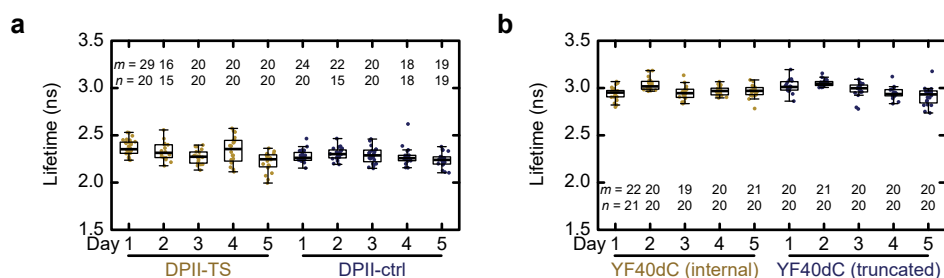 a
3.5
3.0
2.5
2.0
1.5
Lifetime (ns)
m = 29 16 20 20 20 24 22 20 18 19
n = 20 15 20 20 20 20 15 20 18 19
Day 1 2 3 4 5 1 2 3 4 5
DPII-TS DPII-ctrl
b
3.5
3.0
2.5
2.0
1.5
Lifetime (ns)
m = 22 20 19 20 21 20 21 20 20 20
n = 21 20 20 20 20 20 20 20 20 20
Day 1 2 3 4 5 1 2 3 4 5
YF40dC (internal) YF40dC (truncated)